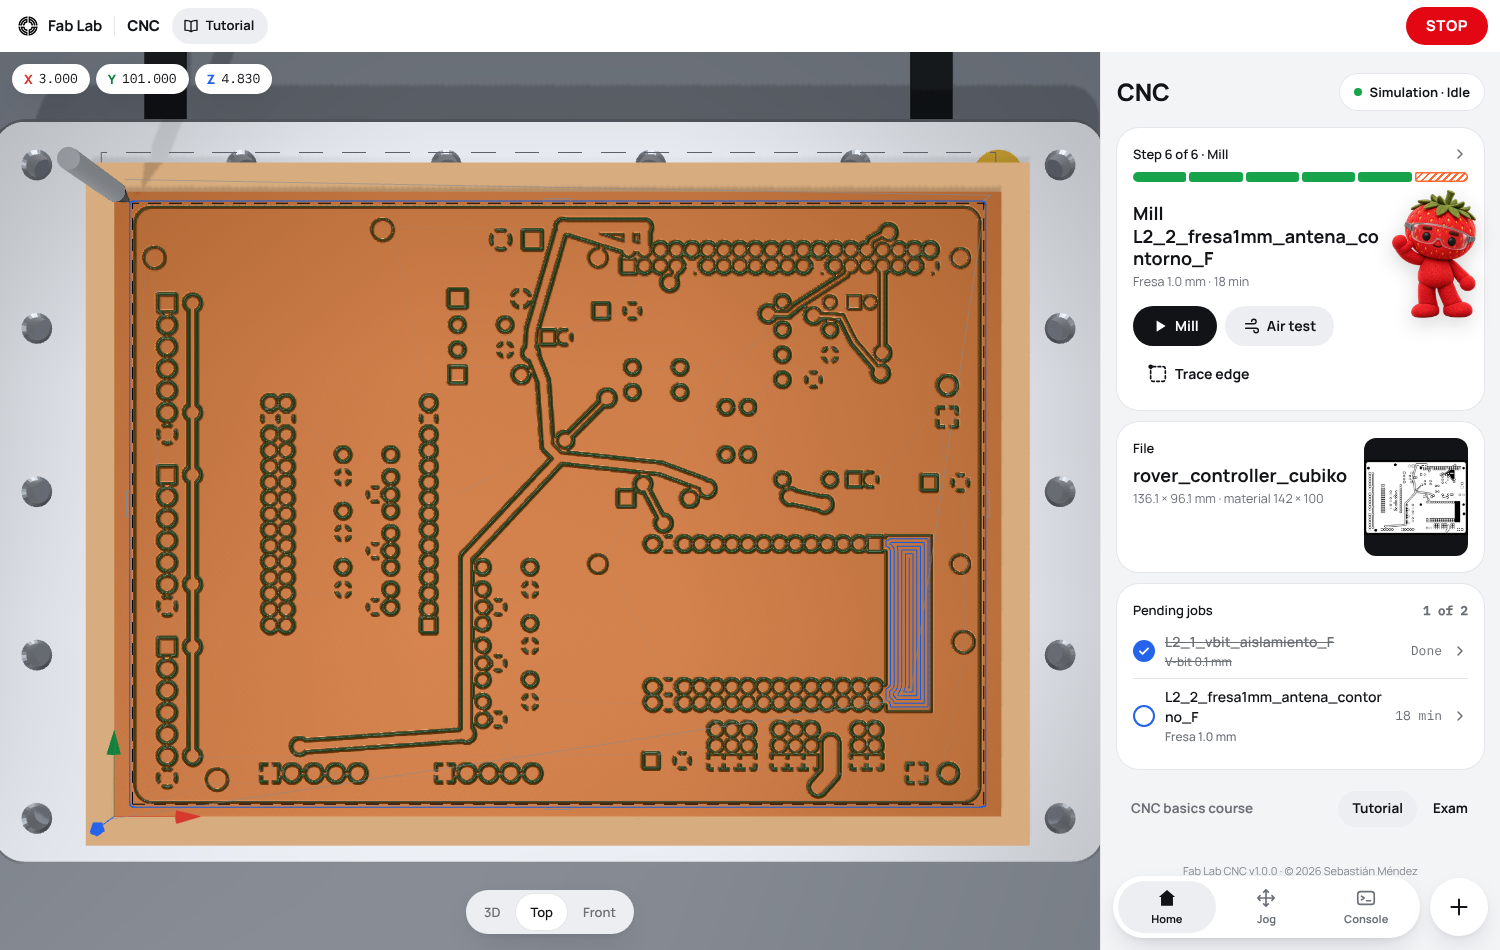 Fab Lab
CNC
Tutorial
STOP
X 3.000
Y 101.000
Z 4.830
CNC
Simulation · Idle
Step 6 of 6 · Mill
Mill
L2_2_fresa1mm_antena_co
ntorno_F
Fresa 1.0 mm · 18 min
Mill
Air test
Trace edge
File
rover_controller_cubiko
136.1 × 96.1 mm · material 142 × 100
Pending jobs
1 of 2
L2_1_vbit_aislamiento_F
V-bit 0.1 mm
Done
L2_2_fresa1mm_antena_contor
no_F
Fresa 1.0 mm
18 min
CNC basics course
Tutorial
Exam
Fab Lab CNC v1.0.0 · © 2026 Sebastián Méndez
3D
Top
Front
Home
Jog
Console